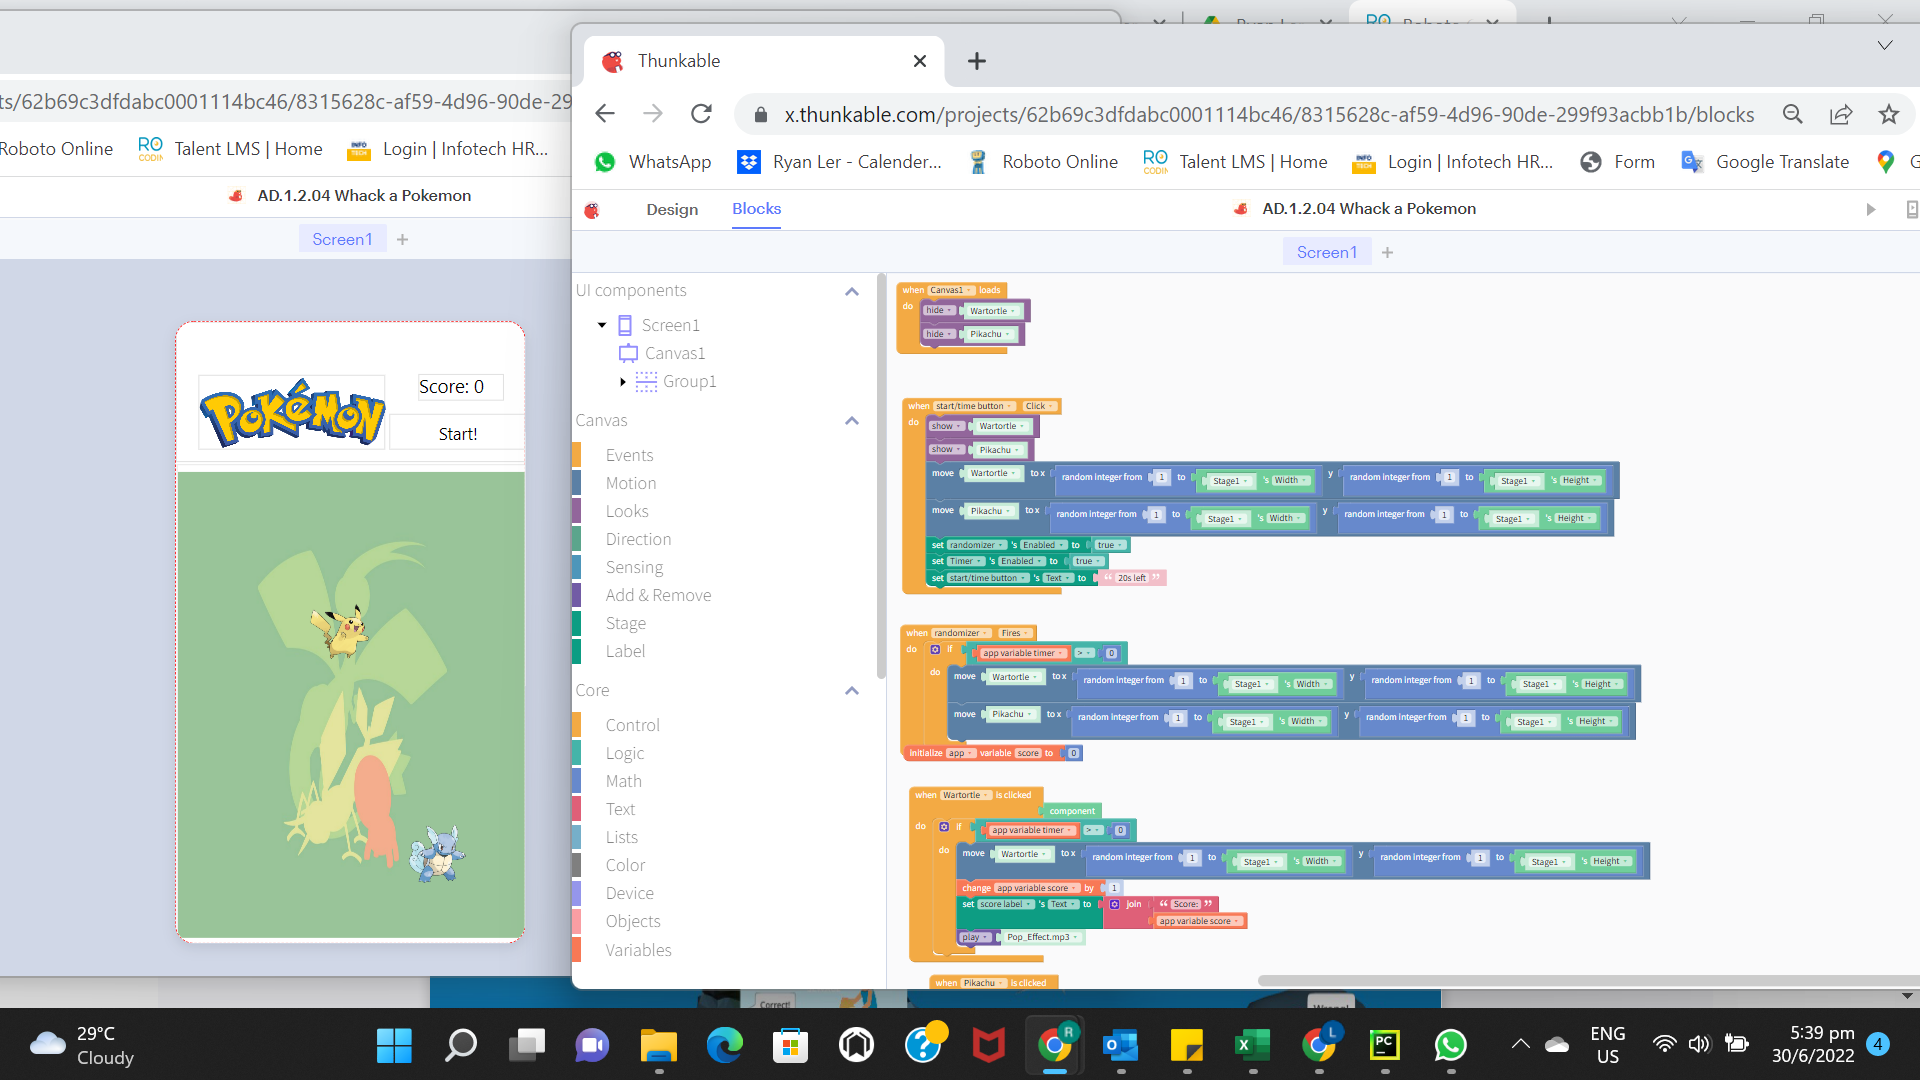 ts/62b69c3dfdabc0001114bc46/8315628c-af59-4d96-90de-29
Roboto Online
Talent LMS | Home
Login | Infotech HR...
AD.1.2.04 Whack a Pokemon
Screen1
+
POKéMON
Score: 0
Start!
Thunkable
x.thunkable.com/projects/62b69c3dfdabc0001114bc46/8315628c-af59-4d96-90de-299f93acbb1b/blocks
WhatsApp
Ryan Ler - Calender...
Roboto Online
Talent LMS | Home
Login | Infotech HR...
Form
Google Translate
G
Design
Blocks
AD.1.2.04 Whack a Pokemon
Screen1
+
UI components
Screen1
Canvas1
Group1
Canvas
Events
Motion
Looks
Direction
Sensing
Add & Remove
Stage
Label
Core
Control
Logic
Math
Text
Lists
Color
Device
Objects
Variables
when Canvas1 loads
do hide Wartortle
hide Pikachu
when start/time button Click
do show Wartortle
show Pikachu
move Wartortle to x random integer from 1 to Stage1 's Width y random integer from 1 to Stage1 's Height
move Pikachu to x random integer from 1 to Stage1 's Width y random integer from 1 to Stage1 's Height
set randomizer 's Enabled to true
set Timer 's Enabled to true
set start/time button 's Text to “ 20s left ”
when randomizer Fires
do if app variable timer > 0
do move Wartortle to x random integer from 1 to Stage1 's Width y random integer from 1 to Stage1 's Height
move Pikachu to x random integer from 1 to Stage1 's Width y random integer from 1 to Stage1 's Height
initialize app variable score to 0
when Wartortle is clicked
component
do if app variable timer > 0
do move Wartortle to x random integer from 1 to Stage1 's Width y random integer from 1 to Stage1 's Height
change app variable score by 1
set score label 's Text to join “ Score: ”
app variable score
play Pop_Effect.mp3
when Pikachu is clicked
Correct!
29°C
Cloudy
ENG
US
5:39 pm
30/6/2022
4